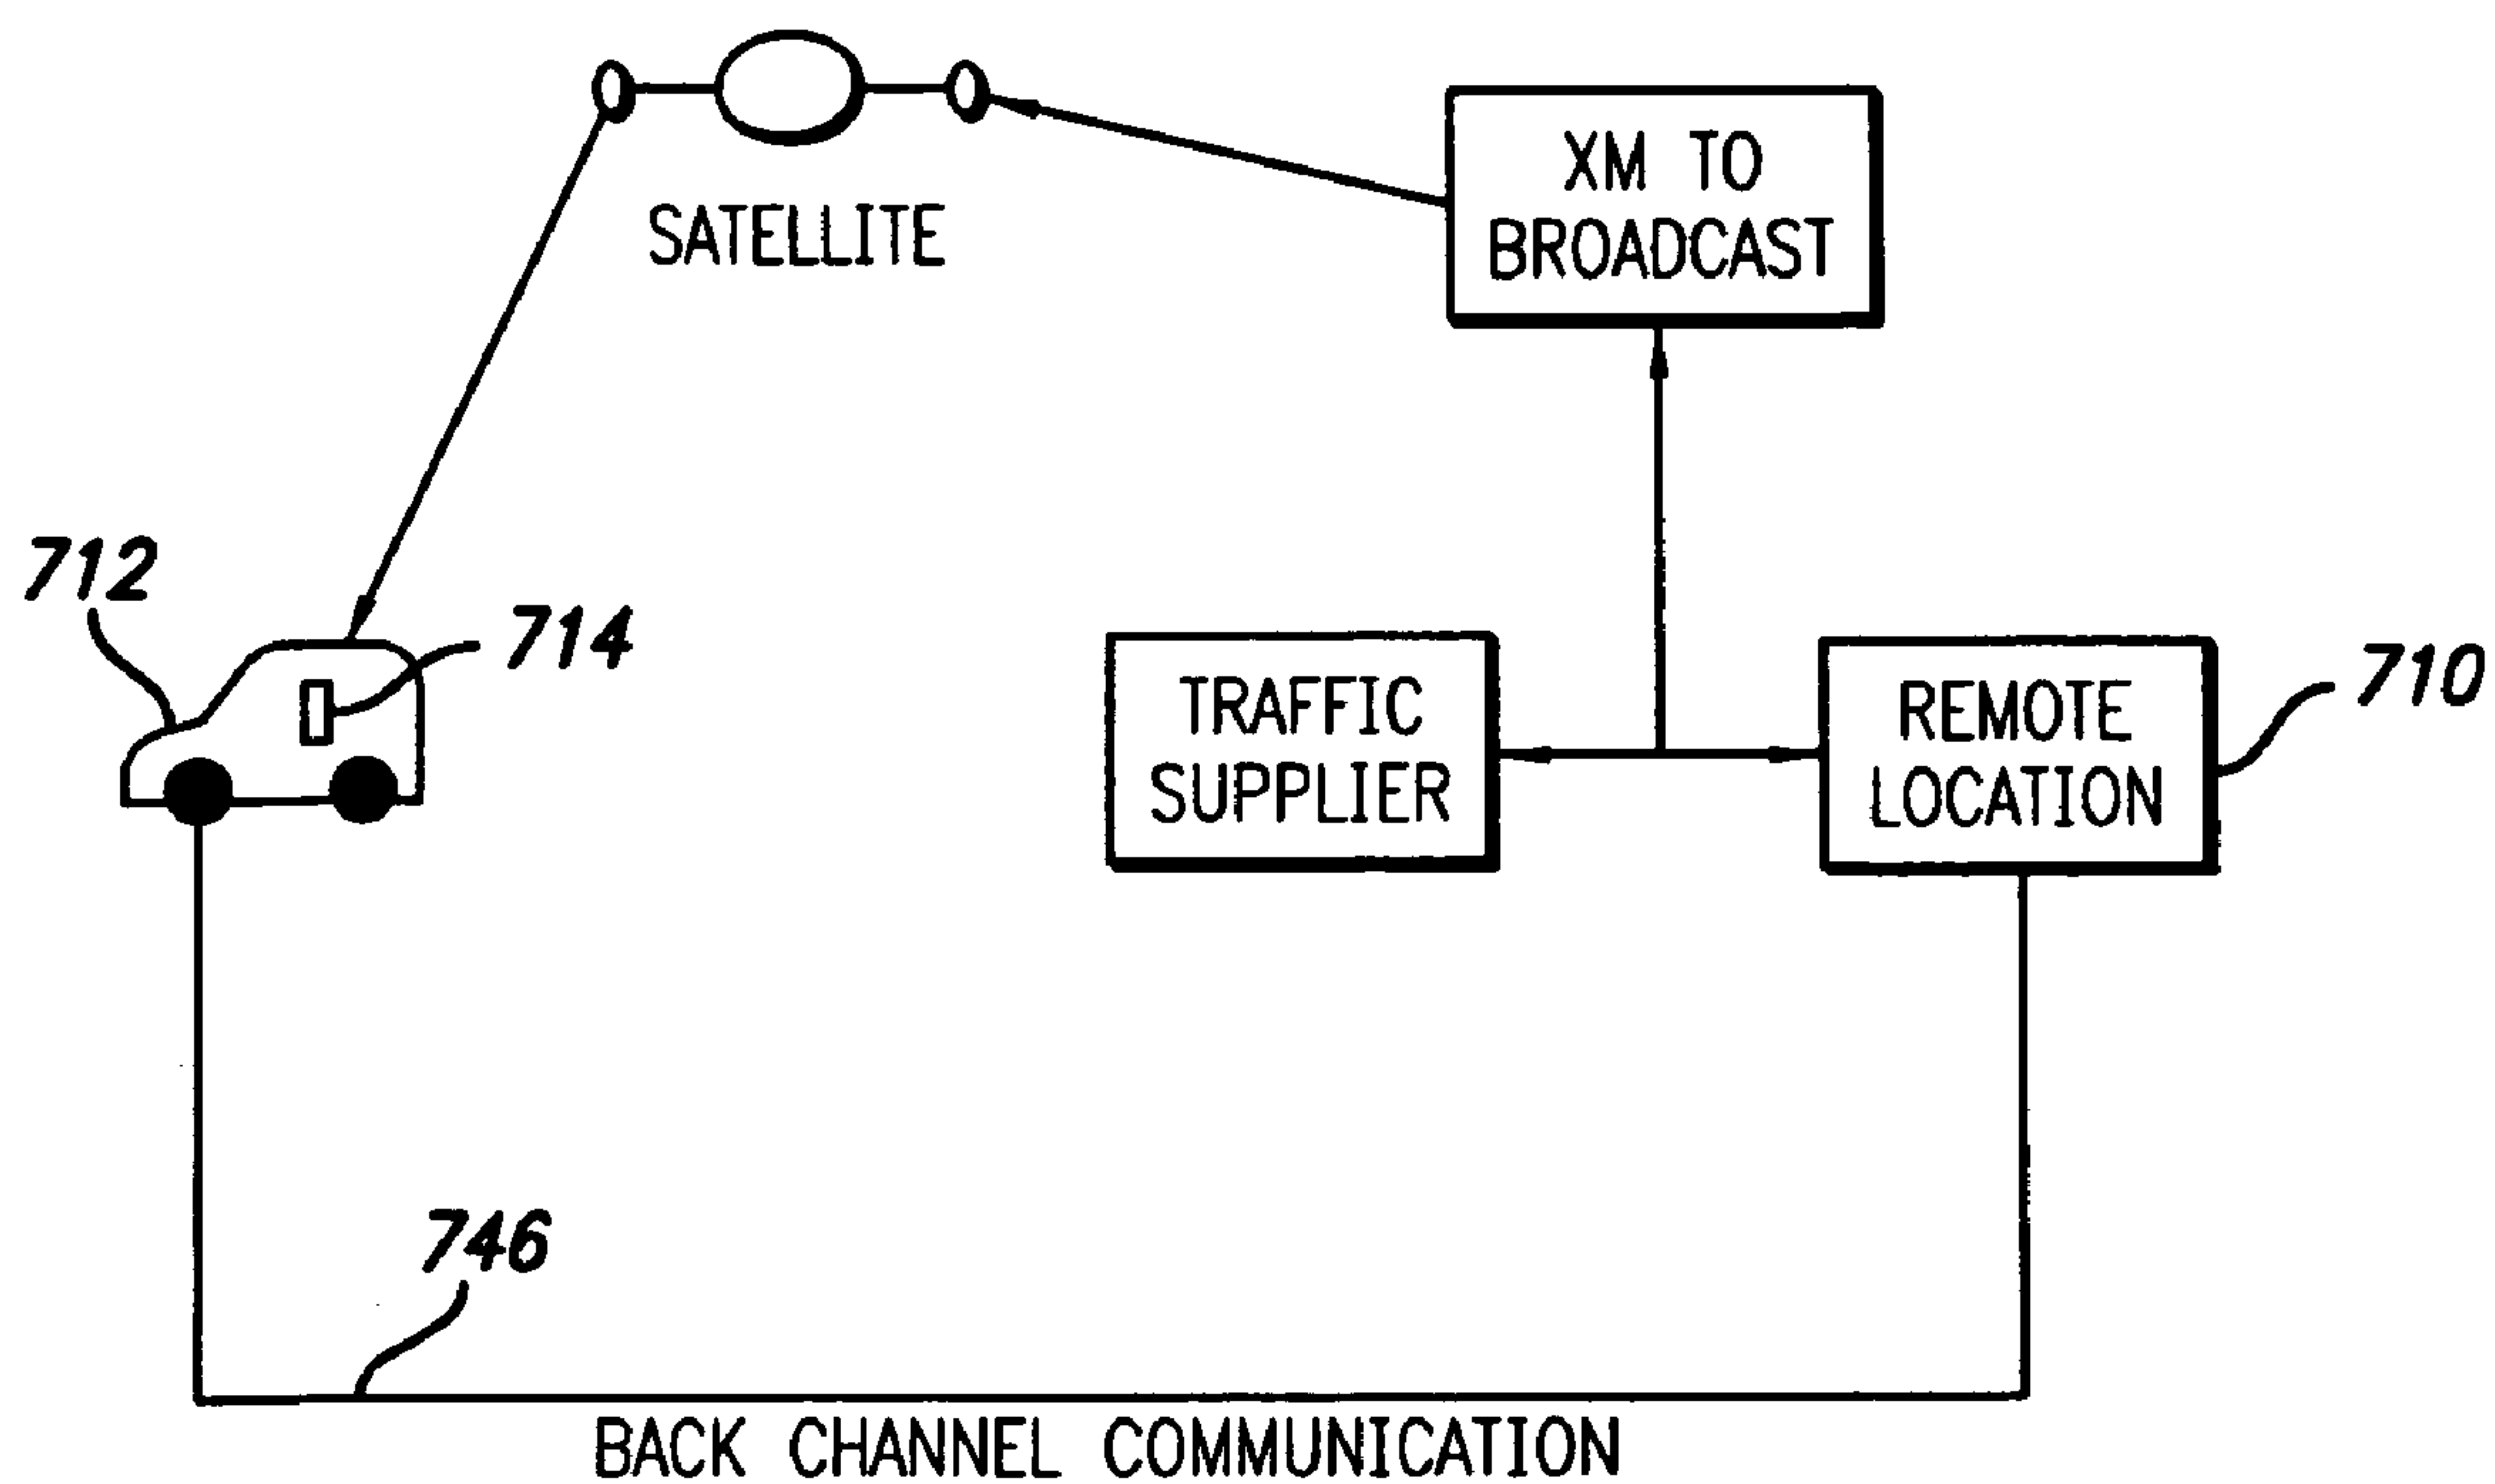 XM TO
BROADCAST
SATELLITE
712
714
TRAFFIC
SUPPLIER
REMOTE
LOCATION
710
746
BACK CHANNEL COMMUNICATION